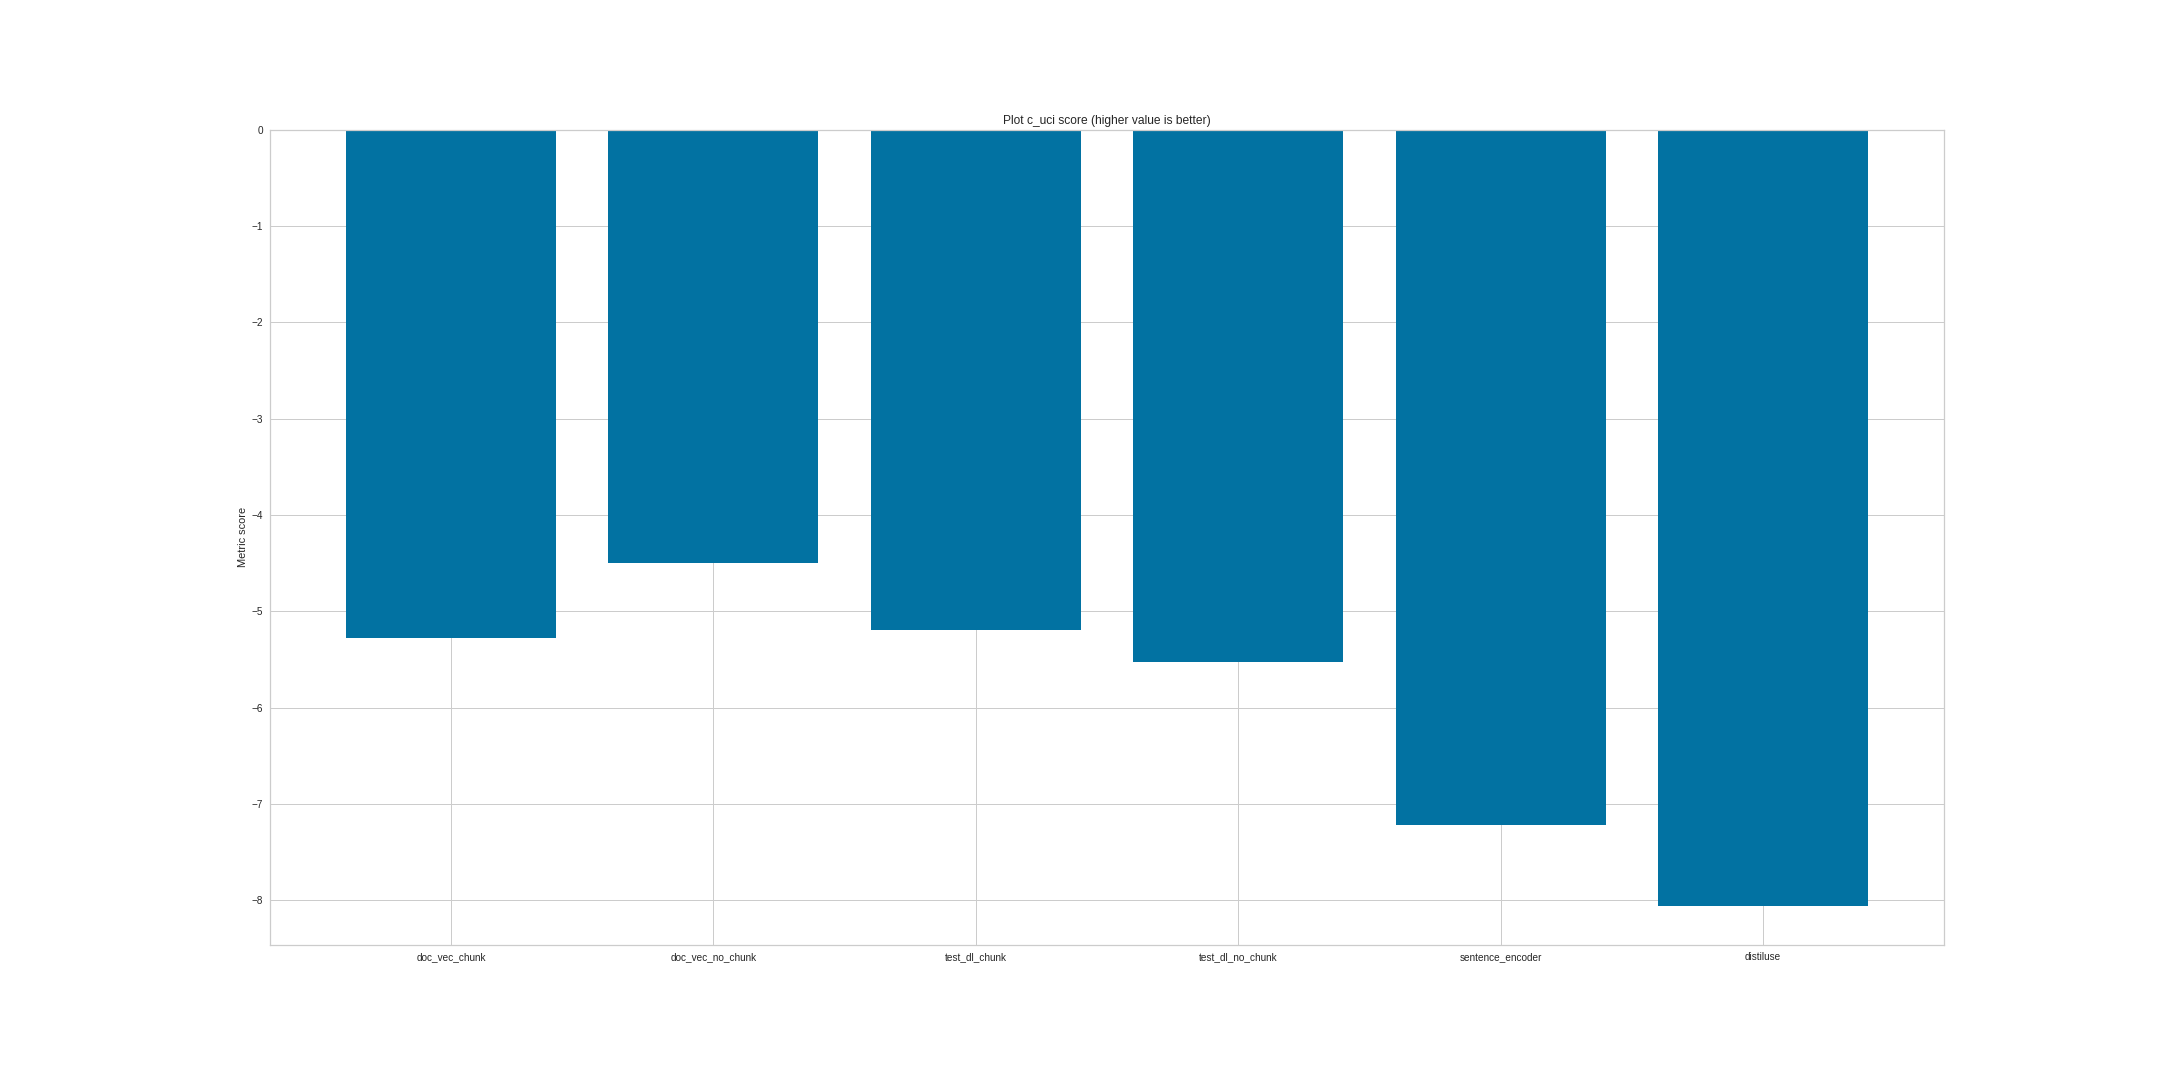 Plot c_uci score (higher value is better)
Metric score
0
−1
−2
−3
−4
−5
−6
−7
−8
doc_vec_chunk
doc_vec_no_chunk
test_dl_chunk
test_dl_no_chunk
sentence_encoder
distiluse